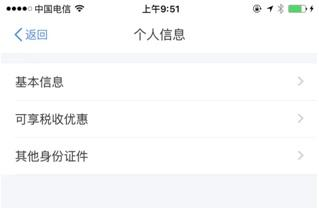 中国电信 上午9:51
返回 个人信息
基本信息
可享税收优惠
其他身份证件